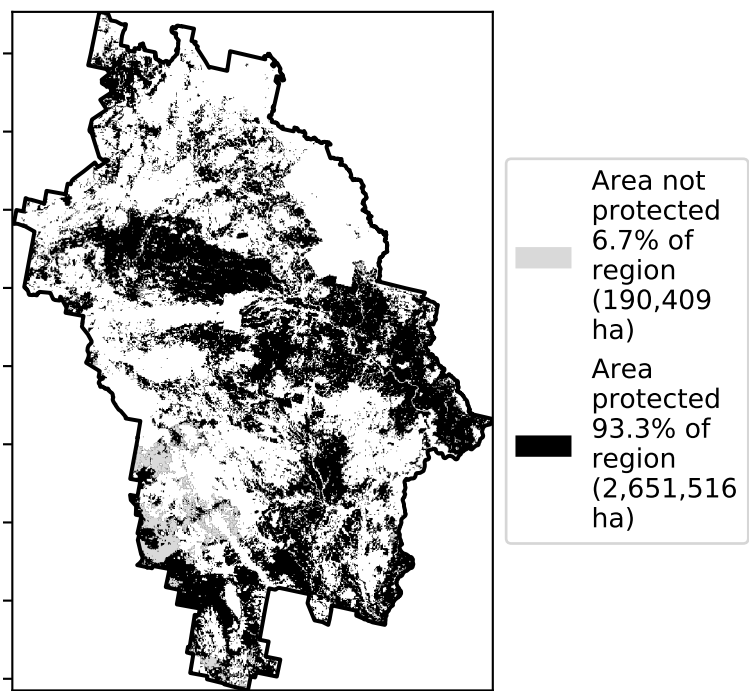 Area not
protected
6.7% of
region
(190,409
ha)
Area
protected
93.3% of
region
(2,651,516
ha)